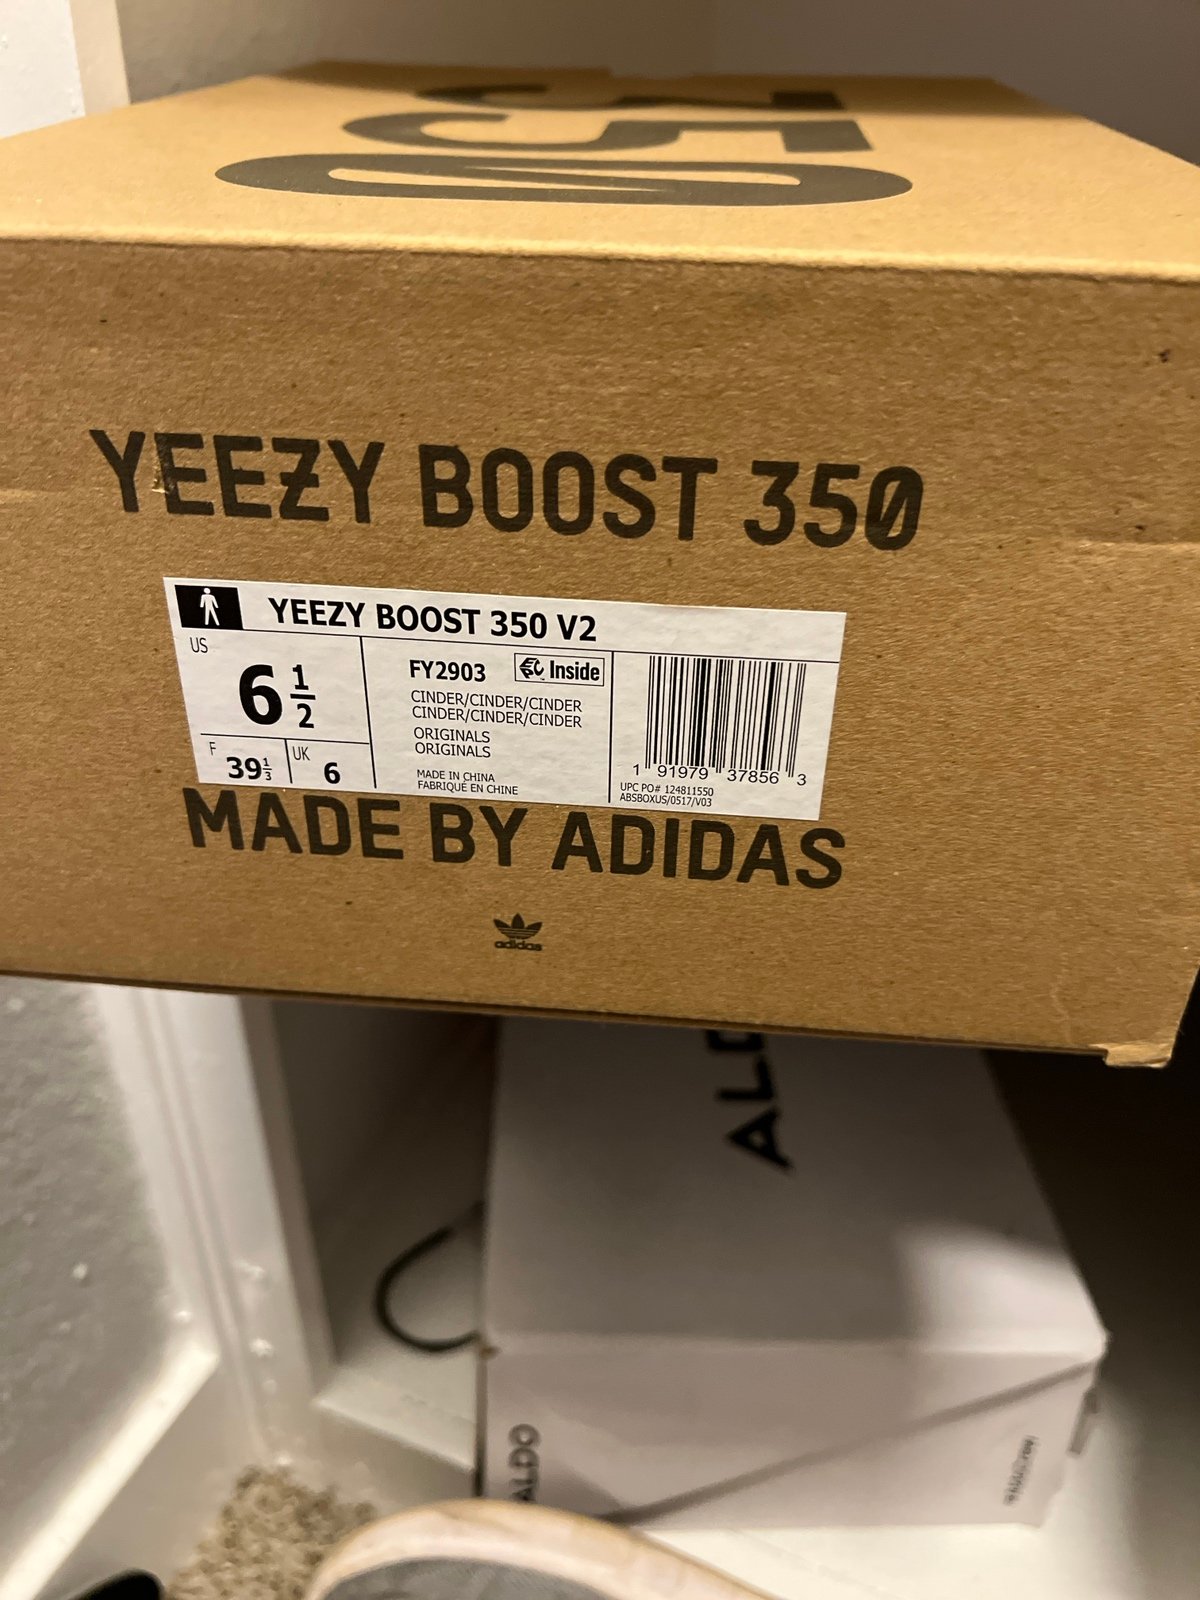 350
YEEZY BOOST 350
YEEZY BOOST 350 V2
US
6 1/2
F
39 1/3
UK
6
FY2903
Inside
CINDER/CINDER/CINDER
CINDER/CINDER/CINDER
ORIGINALS
ORIGINALS
MADE IN CHINA
FABRIQUÉ EN CHINE
1 91979 37856 3
UPC PO# 124811550
ABSBOXUS/0517/V03
MADE BY ADIDAS
adidas
ALDO
ALDO